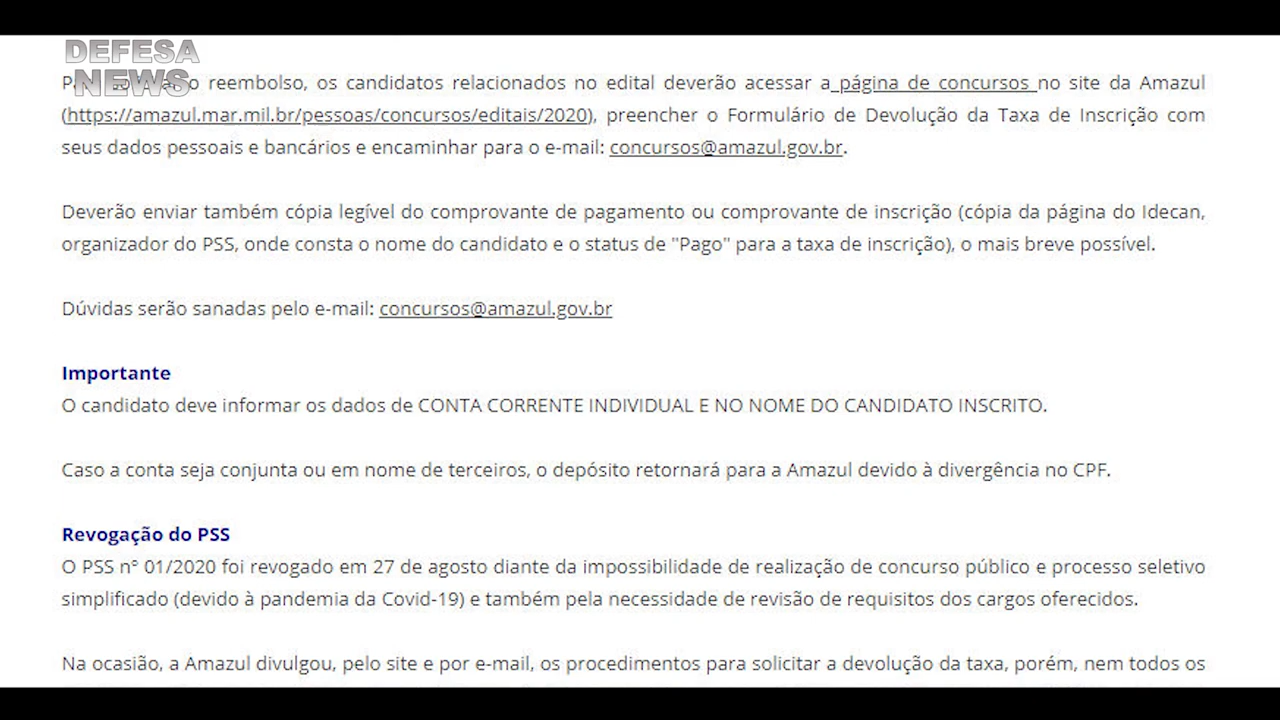 DEFESA
NEWS
reembolso, os candidatos relacionados no edital deverão acessar a página de concursos no site da Amazul
(https://amazul.mar.mil.br/pessoas/concursos/editais/2020), preencher o Formulário de Devolução da Taxa de Inscrição com
seus dados pessoais e bancários e encaminhar para o e-mail: concursos@amazul.gov.br.
Deverão enviar também cópia legível do comprovante de pagamento ou comprovante de inscrição (cópia da página do Idecan,
organizador do PSS, onde consta o nome do candidato e o status de "Pago" para a taxa de inscrição), o mais breve possível.
Dúvidas serão sanadas pelo e-mail: concursos@amazul.gov.br
Importante
O candidato deve informar os dados de CONTA CORRENTE INDIVIDUAL E NO NOME DO CANDIDATO INSCRITO.
Caso a conta seja conjunta ou em nome de terceiros, o depósito retornará para a Amazul devido à divergência no CPF.
Revogação do PSS
O PSS nº 01/2020 foi revogado em 27 de agosto diante da impossibilidade de realização de concurso público e processo seletivo
simplificado (devido à pandemia da Covid-19) e também pela necessidade de revisão de requisitos dos cargos oferecidos.
Na ocasião, a Amazul divulgou, pelo site e por e-mail, os procedimentos para solicitar a devolução da taxa, porém, nem todos os